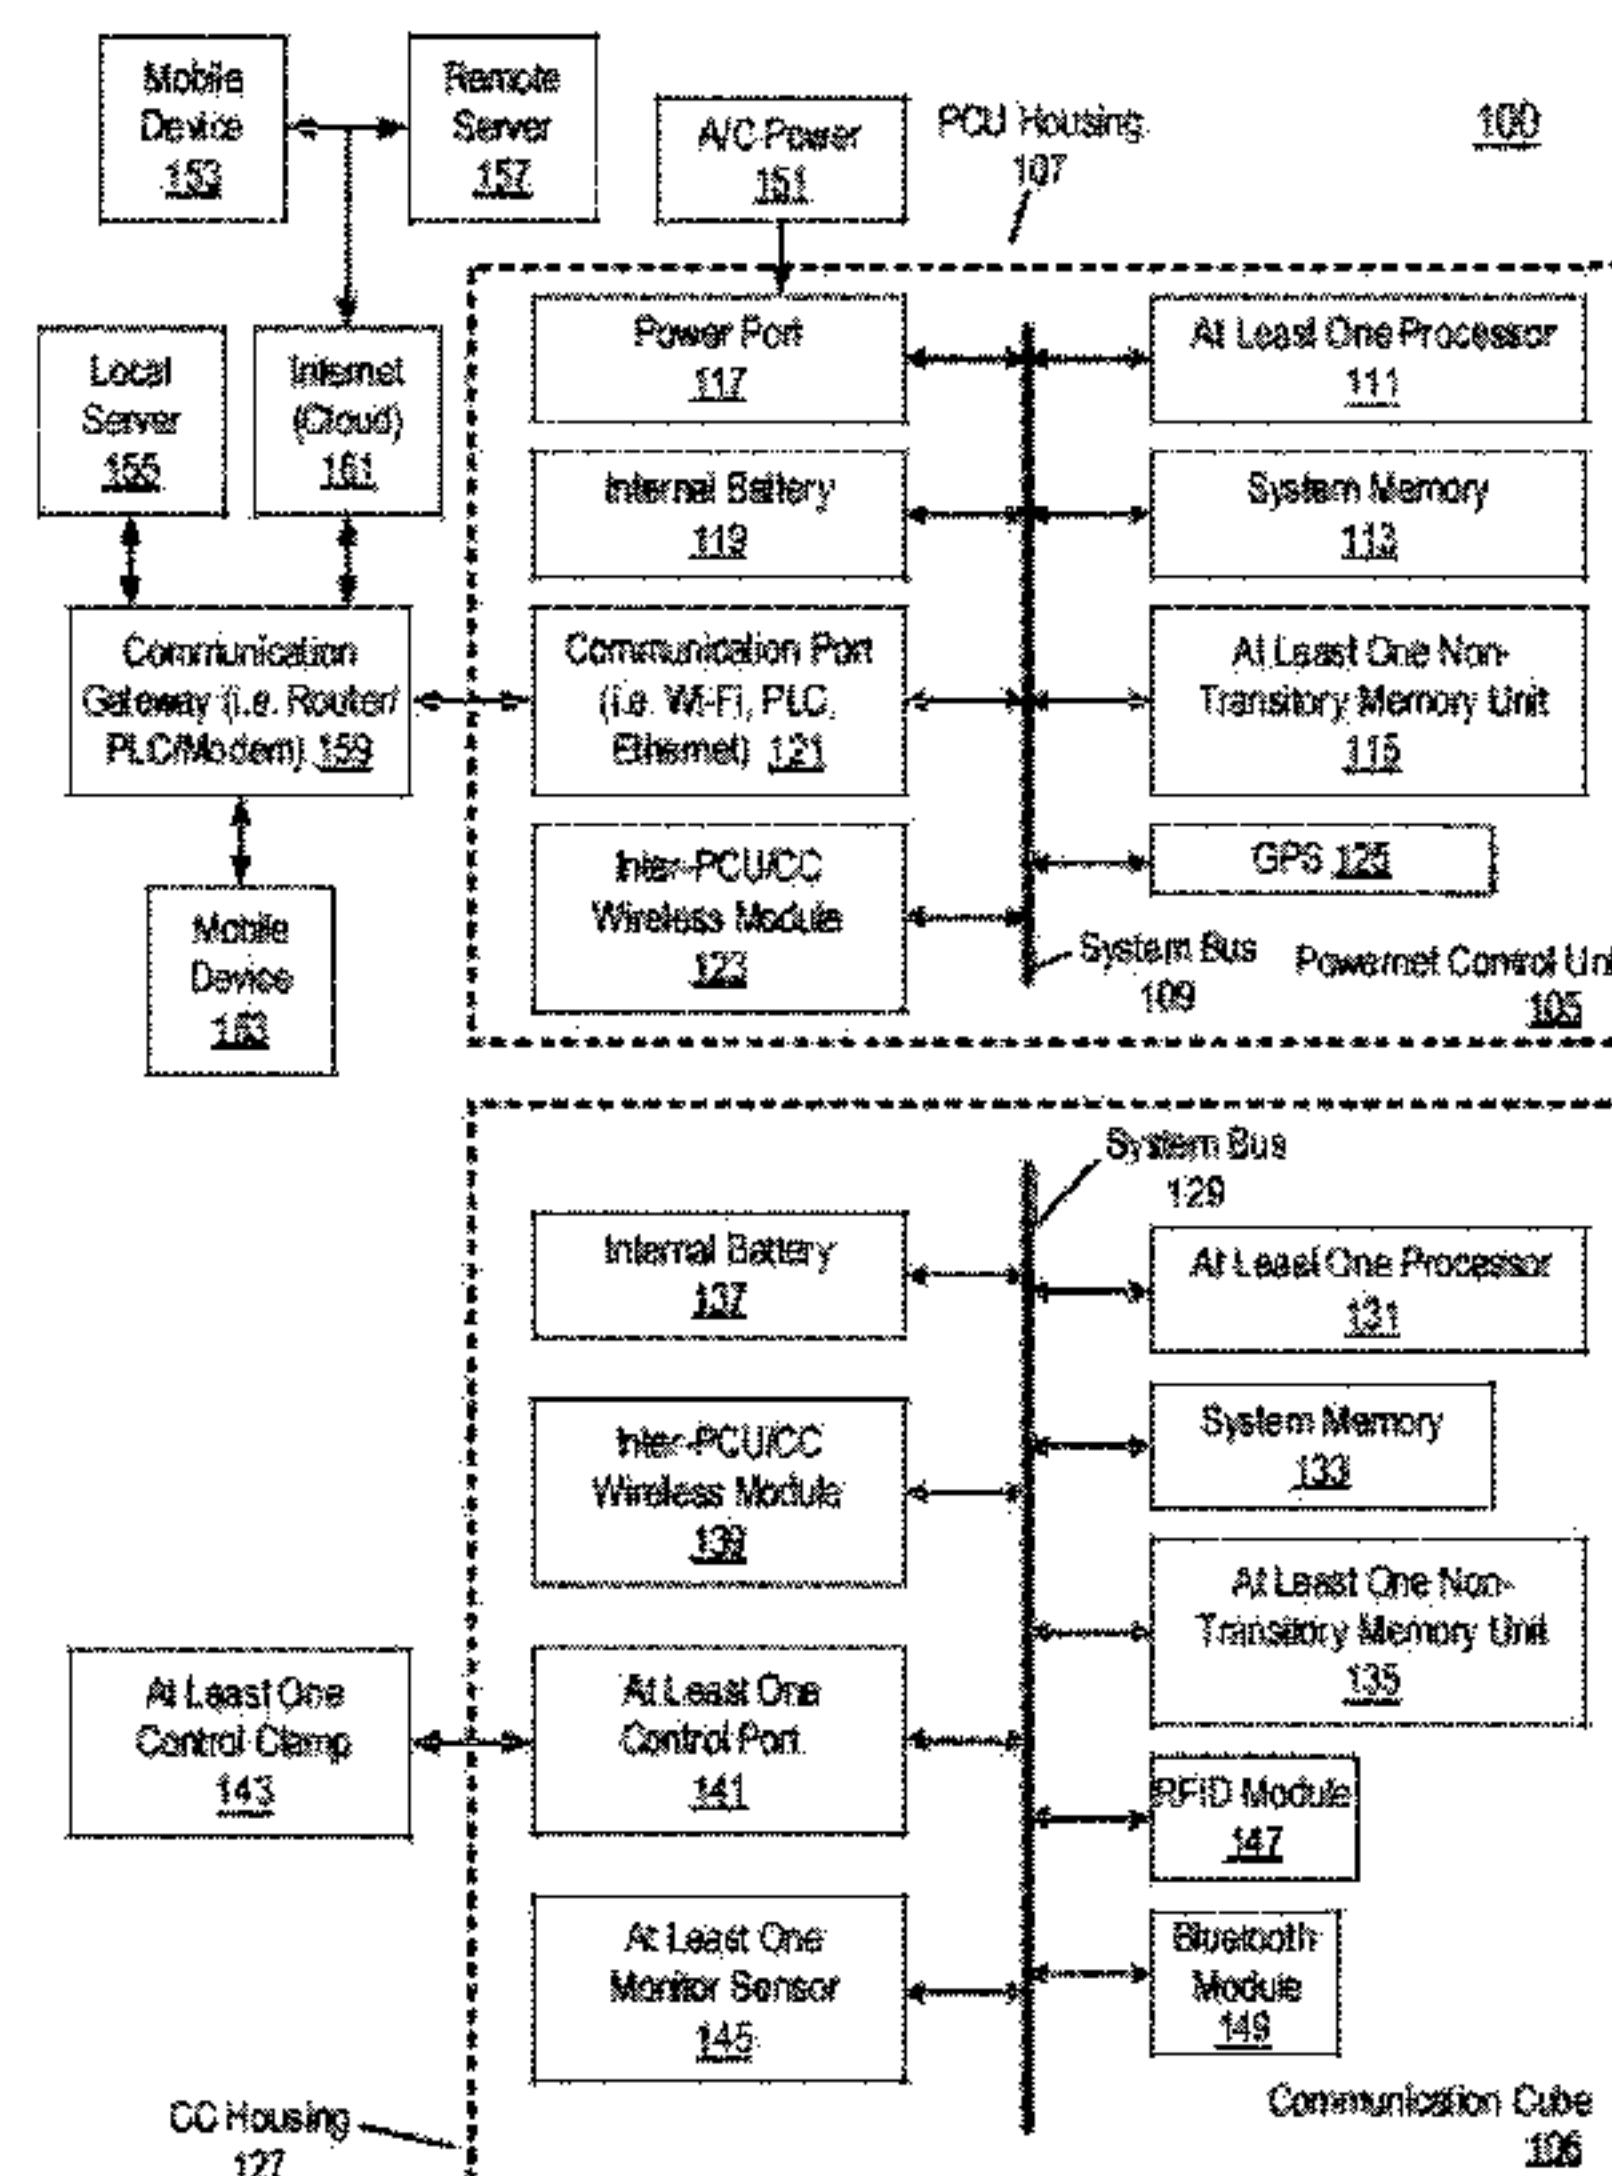 Mobile
Device
153
Remote
Server
157
A/C Power
151
PCU Housing
107
100
Local
Server
155
Internet
(Cloud)
161
Power Port
117
At Least One Processor
111
Internal Battery
119
System Memory
113
Communication
Gateway (i.e. Router/
PLC/Modem) 159
Communication Port
(i.e. Wi-Fi, PLC,
Ethernet) 121
At Least One Non-
Transitory Memory Unit
115
Inter-PCU/CC
Wireless Module
123
GPS 125
Mobile
Device
System Bus
109
Powernet Control Uni
105
System Bus
129
Internal Battery
137
At Least One Processor
131
Inter-PCU/CC
Wireless Module
139
System Memory
133
At Least One Non-
Transitory Memory Unit
135
At Least One
Control Clamp
143
At Least One
Control Port
141
RFID Module
147
At Least One
Monitor Sensor
145
Bluetooth
Module
149
CC Housing
127
Communication Cube